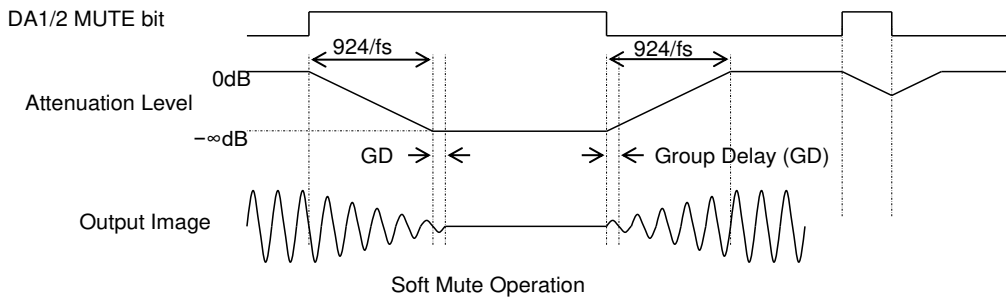 DA1/2 MUTE bit
924/fs 924/fs
0dB
Attenuation Level
−∞dB
GD Group Delay (GD)
Output Image
Soft Mute Operation